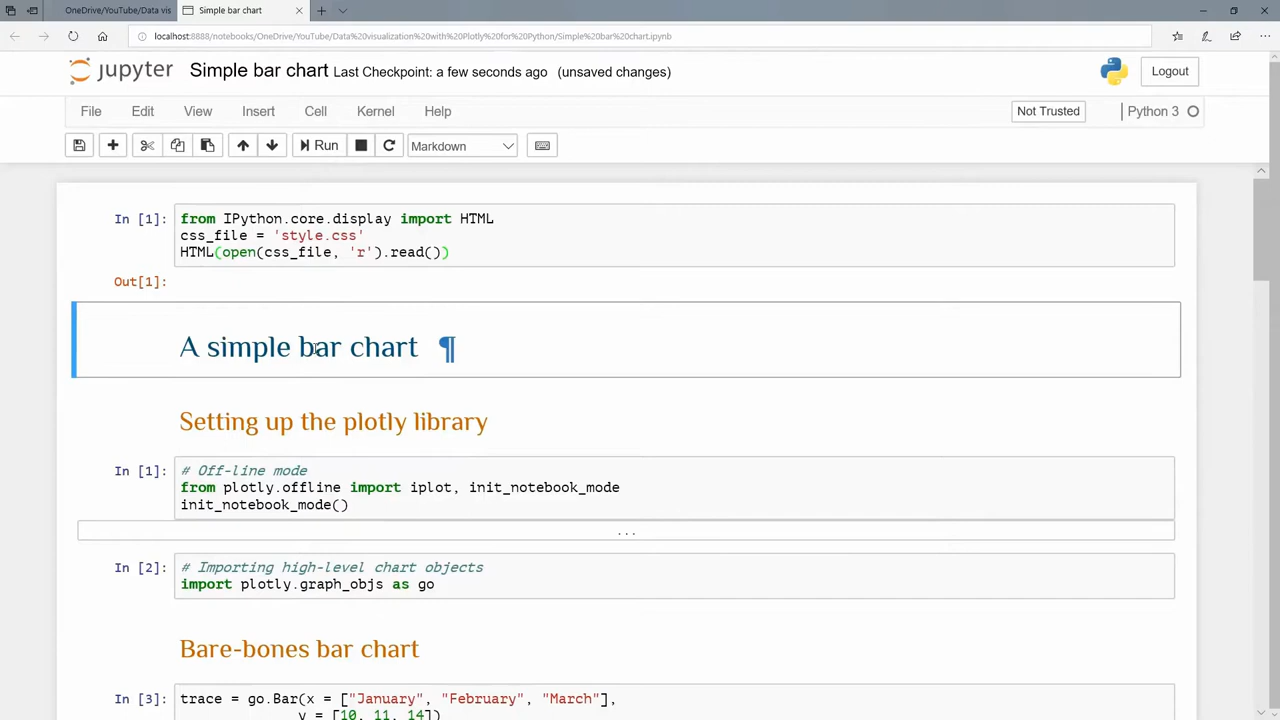 OneDrive/YouTube/Data vis
Simple bar chart
localhost:8888/notebooks/OneDrive/YouTube/Data%20visualization%20with%20Plotly%20for%20Python/Simple%20bar%20chart.ipynb
jupyter Simple bar chart Last Checkpoint: a few seconds ago (unsaved changes) Logout
File Edit View Insert Cell Kernel Help Not Trusted Python 3
Run Markdown
In [1]: from IPython.core.display import HTML
css_file = 'style.css'
HTML(open(css_file, 'r').read())
Out[1]:
A simple bar chart ¶
Setting up the plotly library
In [1]: # Off-line mode
from plotly.offline import iplot, init_notebook_mode
init_notebook_mode()
...
In [2]: # Importing high-level chart objects
import plotly.graph_objs as go
Bare-bones bar chart
In [3]: trace = go.Bar(x = ["January", "February", "March"],
y = [10, 11, 14])